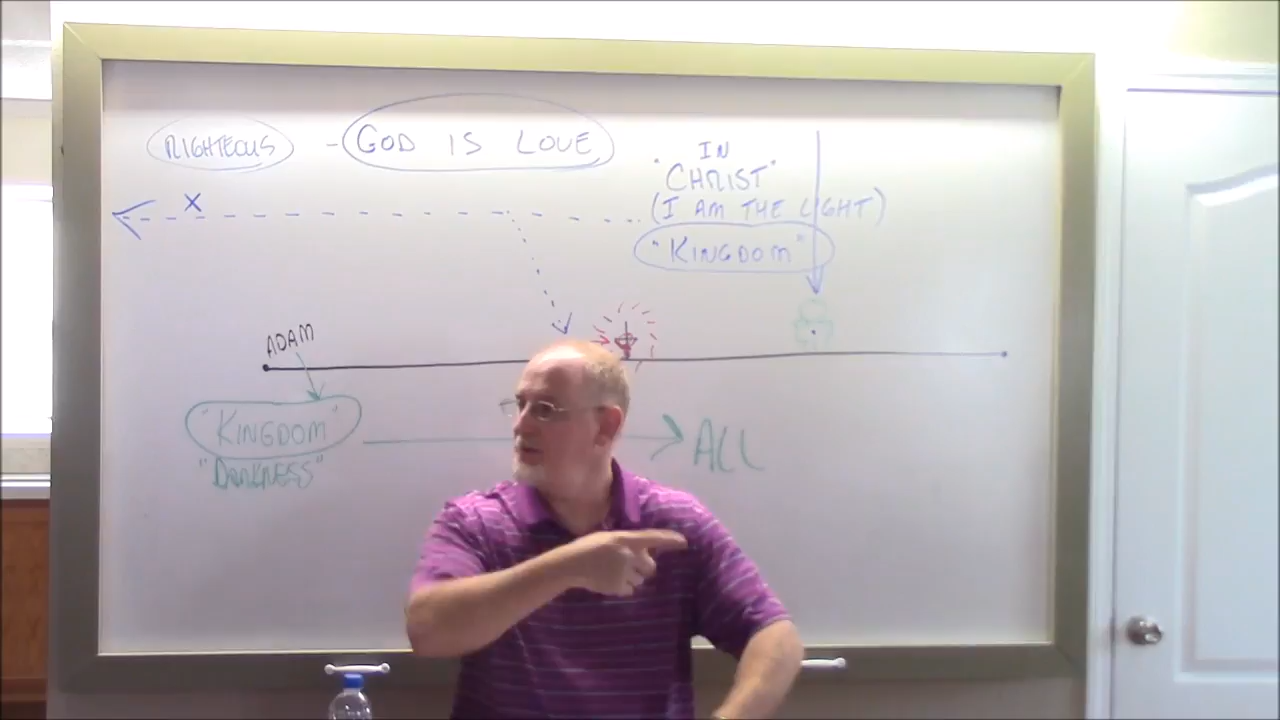 RIGHTEOUS - GOD IS LOVE
IN
"CHRIST"
(I AM THE LIGHT)
"KINGDOM"
X
ADAM
"KINGDOM"
"DARKNESS"
ALL